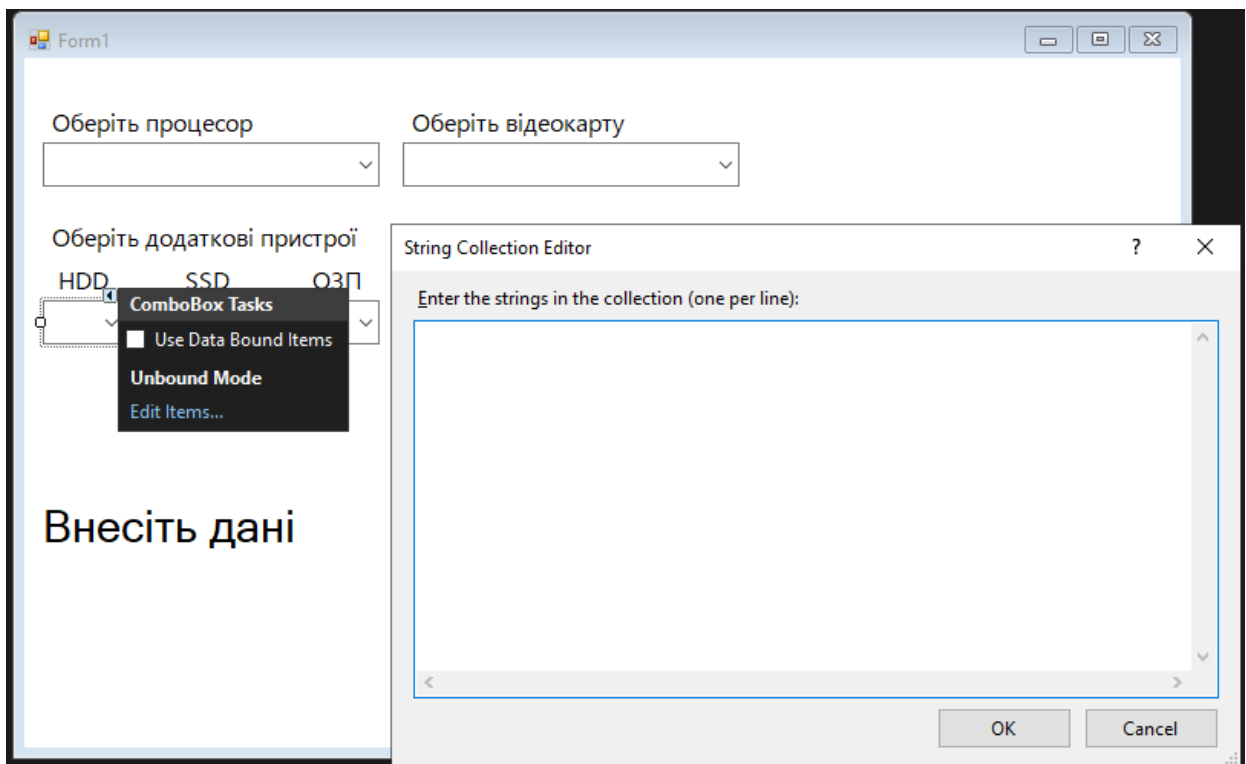 Form1
Оберіть процесор
Оберіть відеокарту
Оберіть додаткові пристрої
HDD SSD ОЗП
ComboBox Tasks
Use Data Bound Items
Unbound Mode
Edit Items...
Внесіть дані
String Collection Editor
?
Enter the strings in the collection (one per line):
OK Cancel